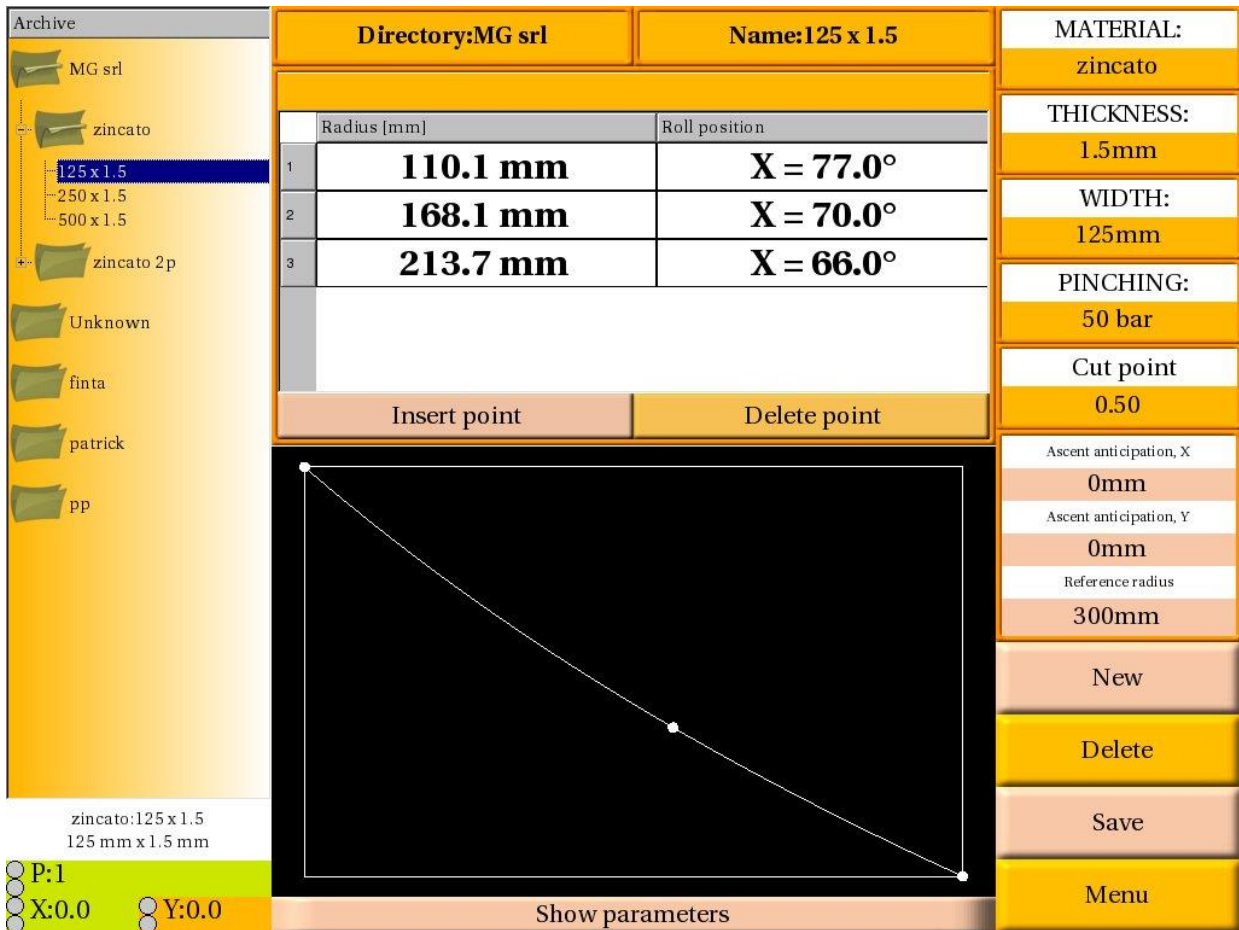 Archive
MG srl
zincato
125 x 1.5
250 x 1.5
500 x 1.5
zincato 2p
Unknown
finta
patrick
pp
zincato:125 x 1.5
125 mm x 1.5 mm
P:1
X:0.0 Y:0.0
Directory:MG srl Name:125 x 1.5
Radius [mm] Roll position
1 110.1 mm X = 77.0°
2 168.1 mm X = 70.0°
3 213.7 mm X = 66.0°
Insert point Delete point
Show parameters
MATERIAL:
zincato
THICKNESS:
1.5mm
WIDTH:
125mm
PINCHING:
50 bar
Cut point
0.50
Ascent anticipation, X
0mm
Ascent anticipation, Y
0mm
Reference radius
300mm
New
Delete
Save
Menu